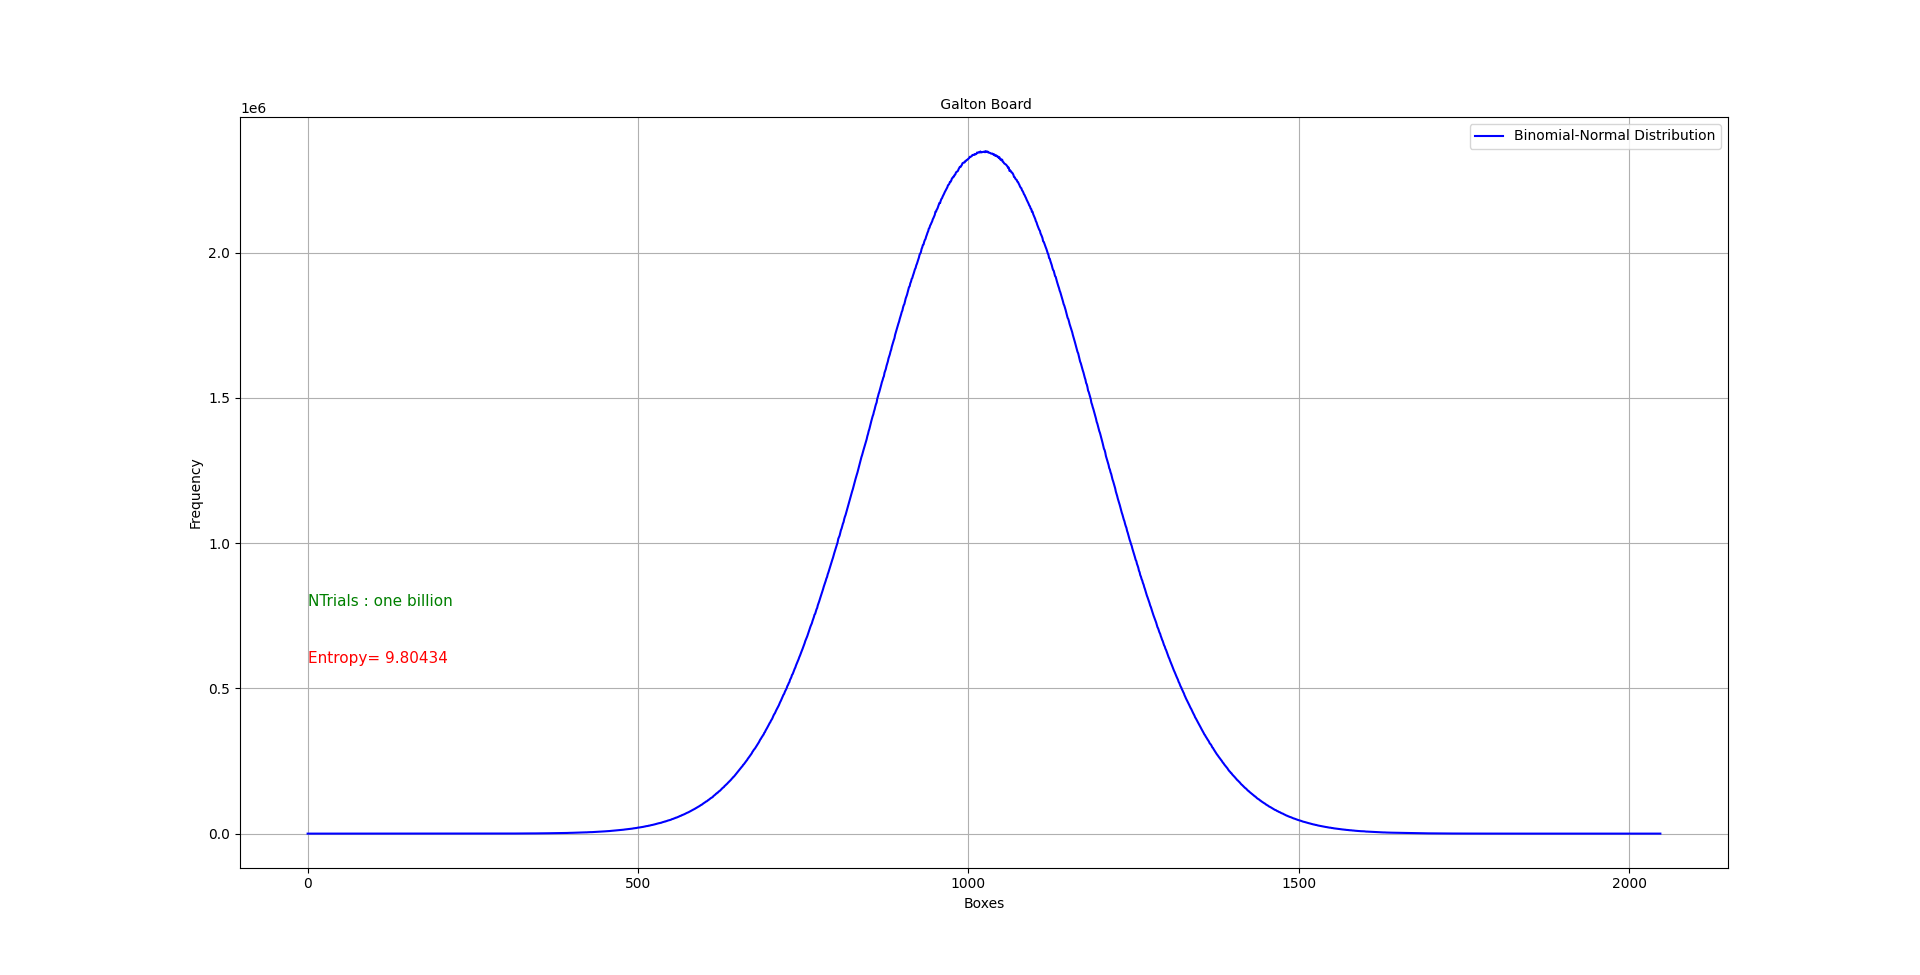 Galton Board
1e6
Binomial-Normal Distribution
2.0
1.5
1.0
0.5
0.0
Frequency
NTrials : one billion
Entropy= 9.80434
0 500 1000 1500 2000
Boxes